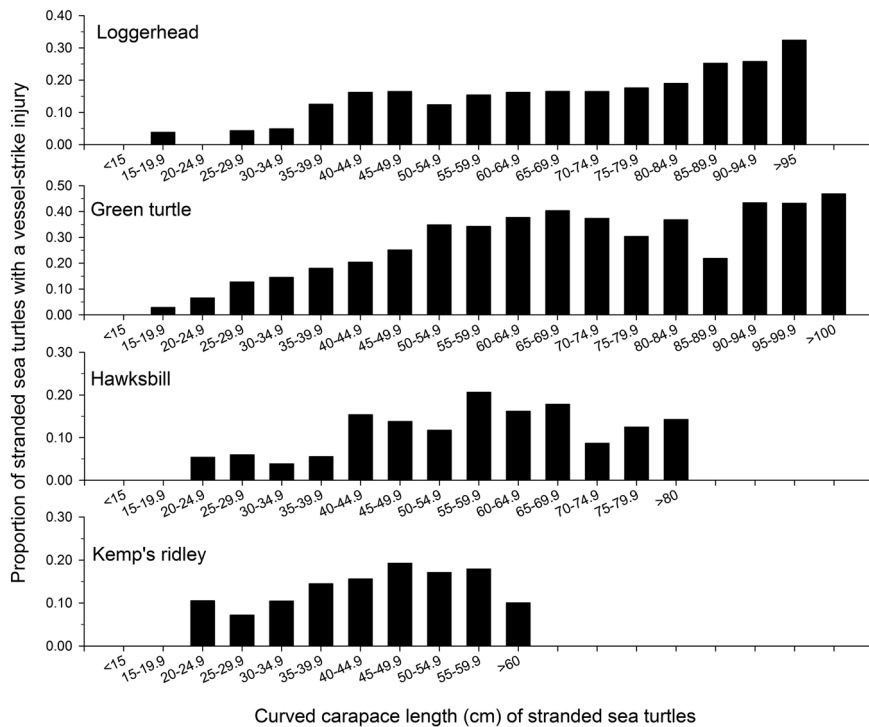 Proportion of stranded sea turtles with a vessel-strike injury
Loggerhead
0.40
0.30
0.20
0.10
0.00
<15 15-19.9 20-24.9 25-29.9 30-34.9 35-39.9 40-44.9 45-49.9 50-54.9 55-59.9 60-64.9 65-69.9 70-74.9 75-79.9 80-84.9 85-89.9 90-94.9 >95
Green turtle
0.50
0.40
0.30
0.20
0.10
0.00
<15 15-19.9 20-24.9 25-29.9 30-34.9 35-39.9 40-44.9 45-49.9 50-54.9 55-59.9 60-64.9 65-69.9 70-74.9 75-79.9 80-84.9 85-89.9 90-94.9 95-99.9 >100
Hawksbill
0.30
0.20
0.10
0.00
<15 15-19.9 20-24.9 25-29.9 30-34.9 35-39.9 40-44.9 45-49.9 50-54.9 55-59.9 60-64.9 65-69.9 70-74.9 75-79.9 >80
Kemp's ridley
0.30
0.20
0.10
0.00
<15 15-19.9 20-24.9 25-29.9 30-34.9 35-39.9 40-44.9 45-49.9 50-54.9 55-59.9 >60
Curved carapace length (cm) of stranded sea turtles